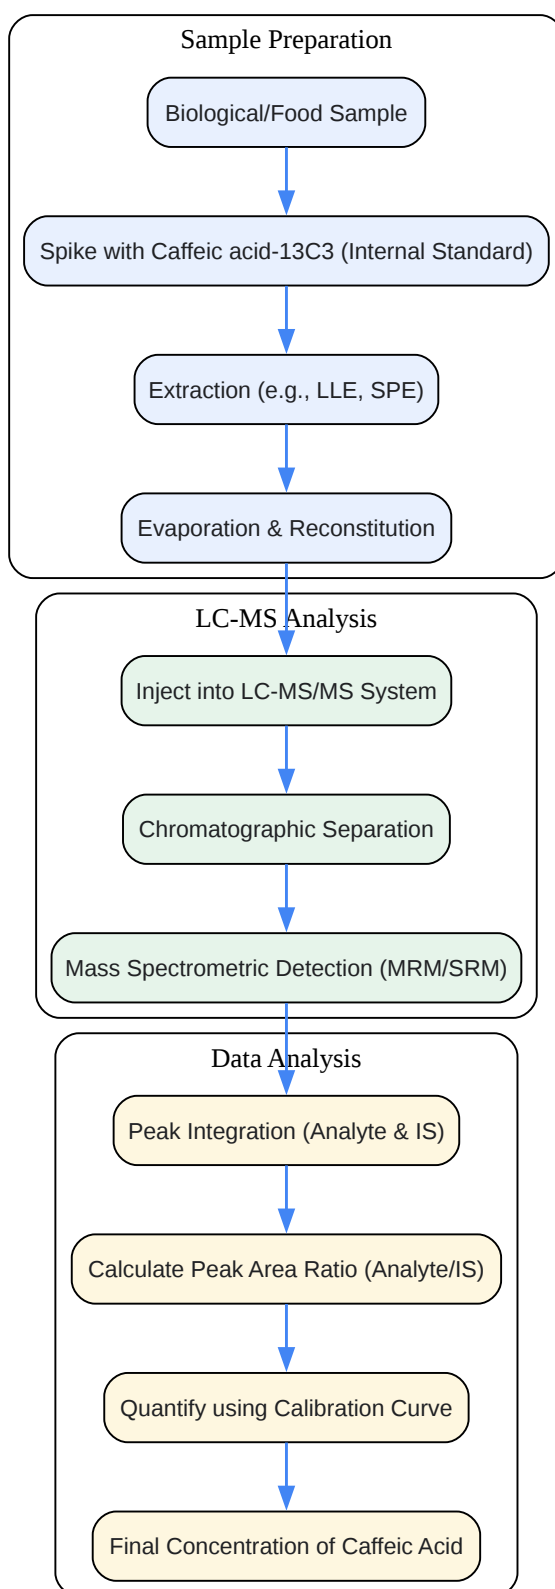 Sample Preparation
Biological/Food Sample
Spike with Caffeic acid-13C3 (Internal Standard)
Extraction (e.g., LLE, SPE)
Evaporation & Reconstitution
LC-MS Analysis
Inject into LC-MS/MS System
Chromatographic Separation
Mass Spectrometric Detection (MRM/SRM)
Data Analysis
Peak Integration (Analyte & IS)
Calculate Peak Area Ratio (Analyte/IS)
Quantify using Calibration Curve
Final Concentration of Caffeic Acid